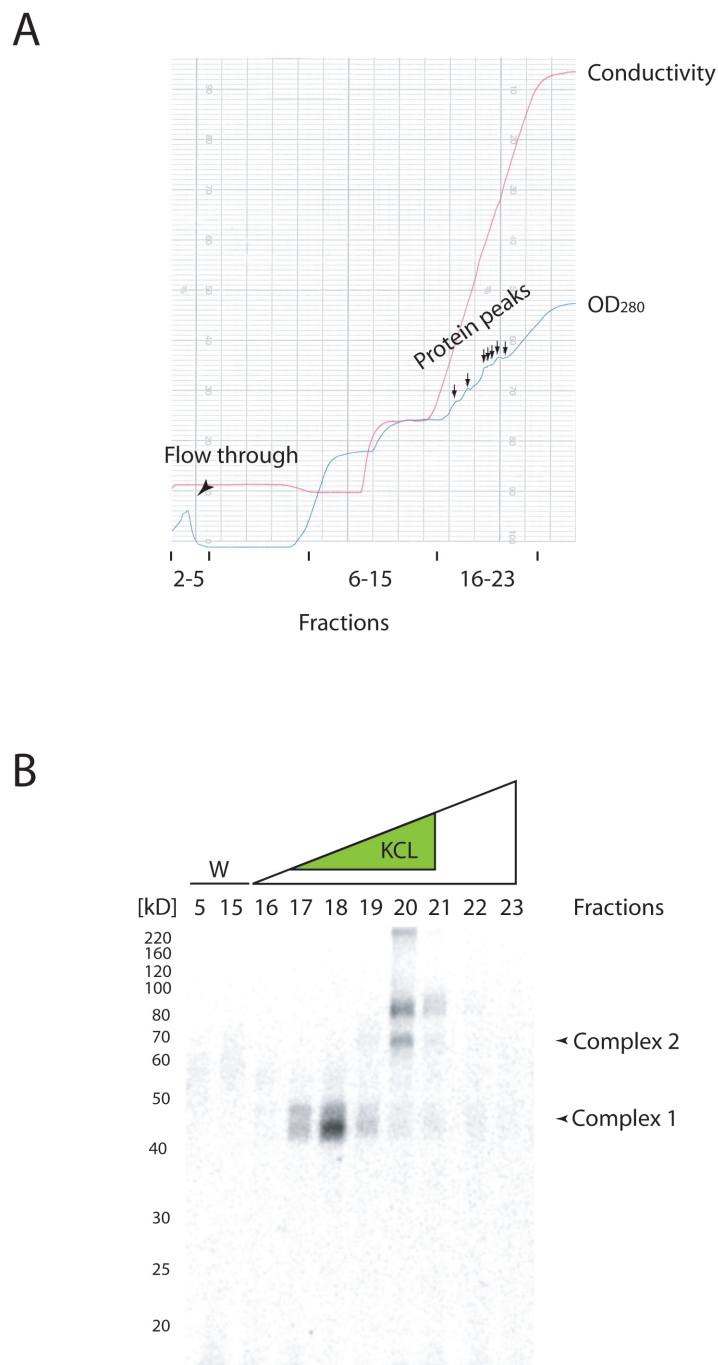 A
Conductivity
OD280
Protein peaks
Flow through
2-5 6-15 16-23
Fractions
B
KCL
W
[kD] 5 15 16 17 18 19 20 21 22 23 Fractions
220
160
120
100
80
70
Complex 2
60
50
Complex 1
40
30
25
20